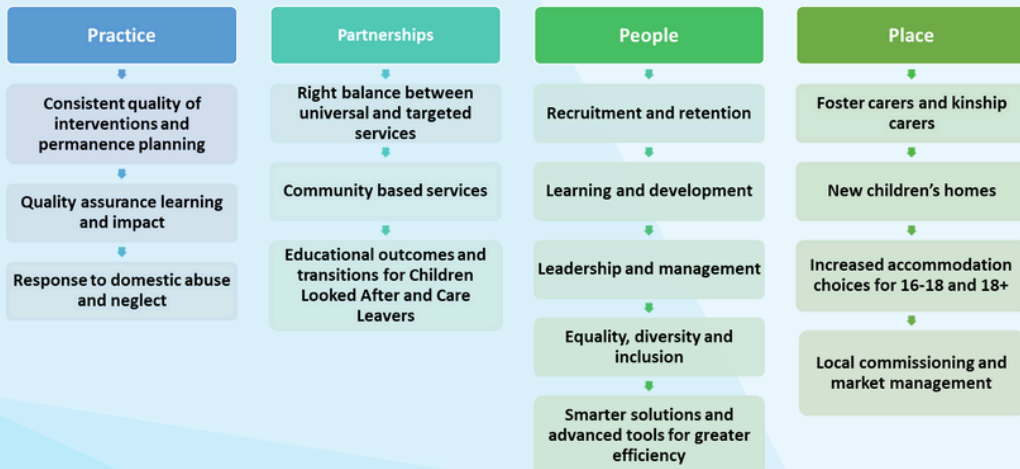 Practice
Consistent quality of
interventions and
permanence planning
Quality assurance learning
and impact
Response to domestic abuse
and neglect
Partnerships
Right balance between
universal and targeted
services
Community based services
Educational outcomes and
transitions for Children
Looked After and Care
Leavers
People
Recruitment and retention
Learning and development
Leadership and management
Equality, diversity and
inclusion
Smarter solutions and
advanced tools for greater
efficiency
Place
Foster carers and kinship
carers
New children's homes
Increased accommodation
choices for 16-18 and 18+
Local commissioning and
market management